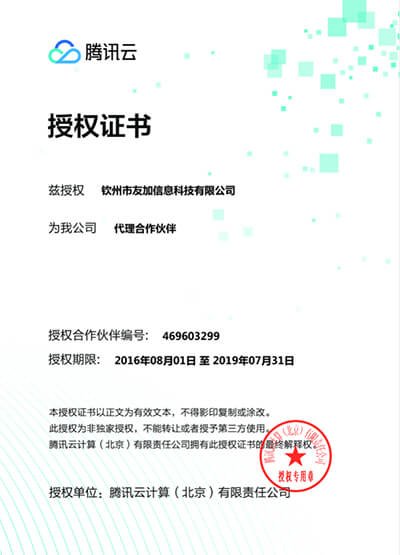 腾讯云
授权证书
兹授权 钦州市友加信息科技有限公司
为我公司 代理合作伙伴
授权合作伙伴编号: 469603299
授权期限: 2016年08月01日 至 2019年07月31日
本授权证书以正文为有效文本,不得影印复制或涂改。
此授权为非独家授权,不能转让或者授予第三方使用。
腾讯云计算(北京)有限责任公司拥有此授权证书的最终解释权。
授权单位:腾讯云计算(北京)有限责任公司
腾讯云计算(北京)有限责任公司
授权专用章